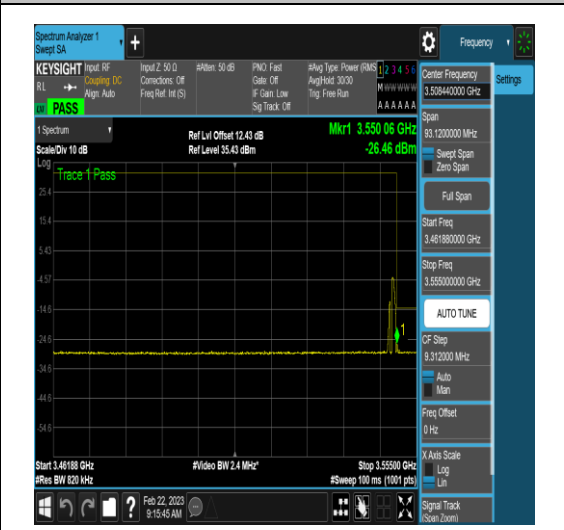 Spectrum Analyzer 1
Swept SA
Frequency
KEYSIGHT
RL
PASS
Input: RF
Coupling: DC
Align: Auto
Input Z: 50 Ω
Corrections: Off
Freq Ref: Int (S)
#Atten: 50 dB
PNO: Fast
Gate: Off
IF Gain: Low
Sig Track: Off
#Avg Type: Power (RMS
Avg|Hold: 30/30
Trig: Free Run
1 2 3 4 5 6
M W W W W W
A A A A A A
1 Spectrum
Scale/Div 10 dB
Ref Lvl Offset 12.43 dB
Ref Level 35.43 dBm
Mkr1 3.550 06 GHz
-26.46 dBm
Log
Trace 1 Pass
25.4
15.4
5.43
-4.57
-14.6
-24.6
-34.6
-44.6
-54.6
1
Start 3.46188 GHz
#Res BW 820 kHz
#Video BW 2.4 MHz*
Stop 3.55500 GHz
#Sweep 100 ms (1001 pts)
Feb 22, 2023
9:15:45 AM
Center Frequency
3.508440000 GHz
Settings
Span
93.1200000 MHz
Swept Span
Zero Span
Full Span
Start Freq
3.461880000 GHz
Stop Freq
3.555000000 GHz
AUTO TUNE
CF Step
9.312000 MHz
Auto
Man
Freq Offset
0 Hz
X Axis Scale
Log
Lin
Signal Track
(Span Zoom)